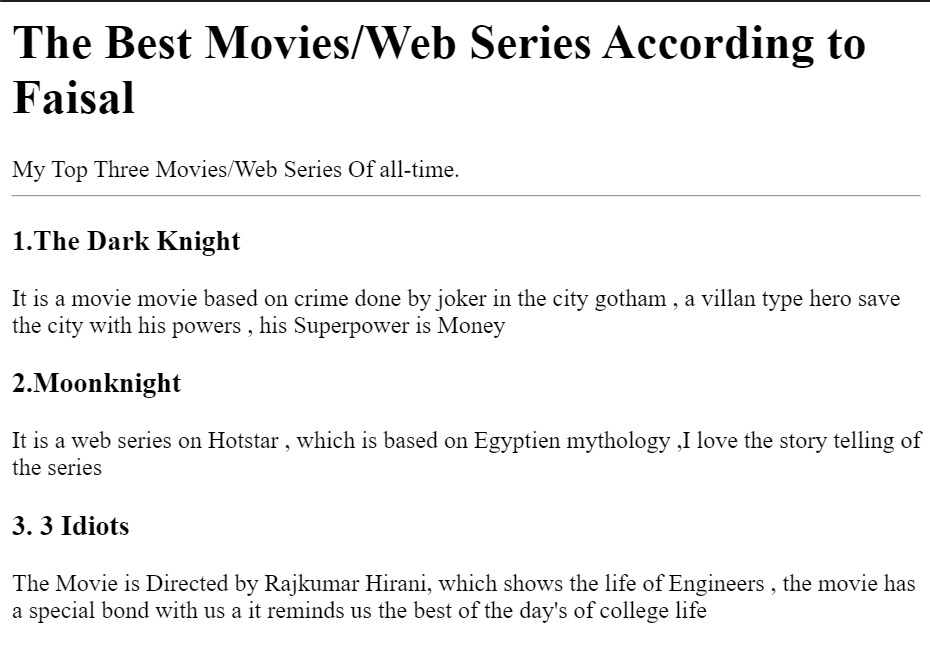 The Best Movies/Web Series According to
Faisal
My Top Three Movies/Web Series Of all-time.
1.The Dark Knight
It is a movie movie based on crime done by joker in the city gotham , a villan type hero save
the city with his powers , his Superpower is Money
2.Moonknight
It is a web series on Hotstar , which is based on Egyptien mythology ,I love the story telling of
the series
3. 3 Idiots
The Movie is Directed by Rajkumar Hirani, which shows the life of Engineers , the movie has
a special bond with us a it reminds us the best of the day's of college life